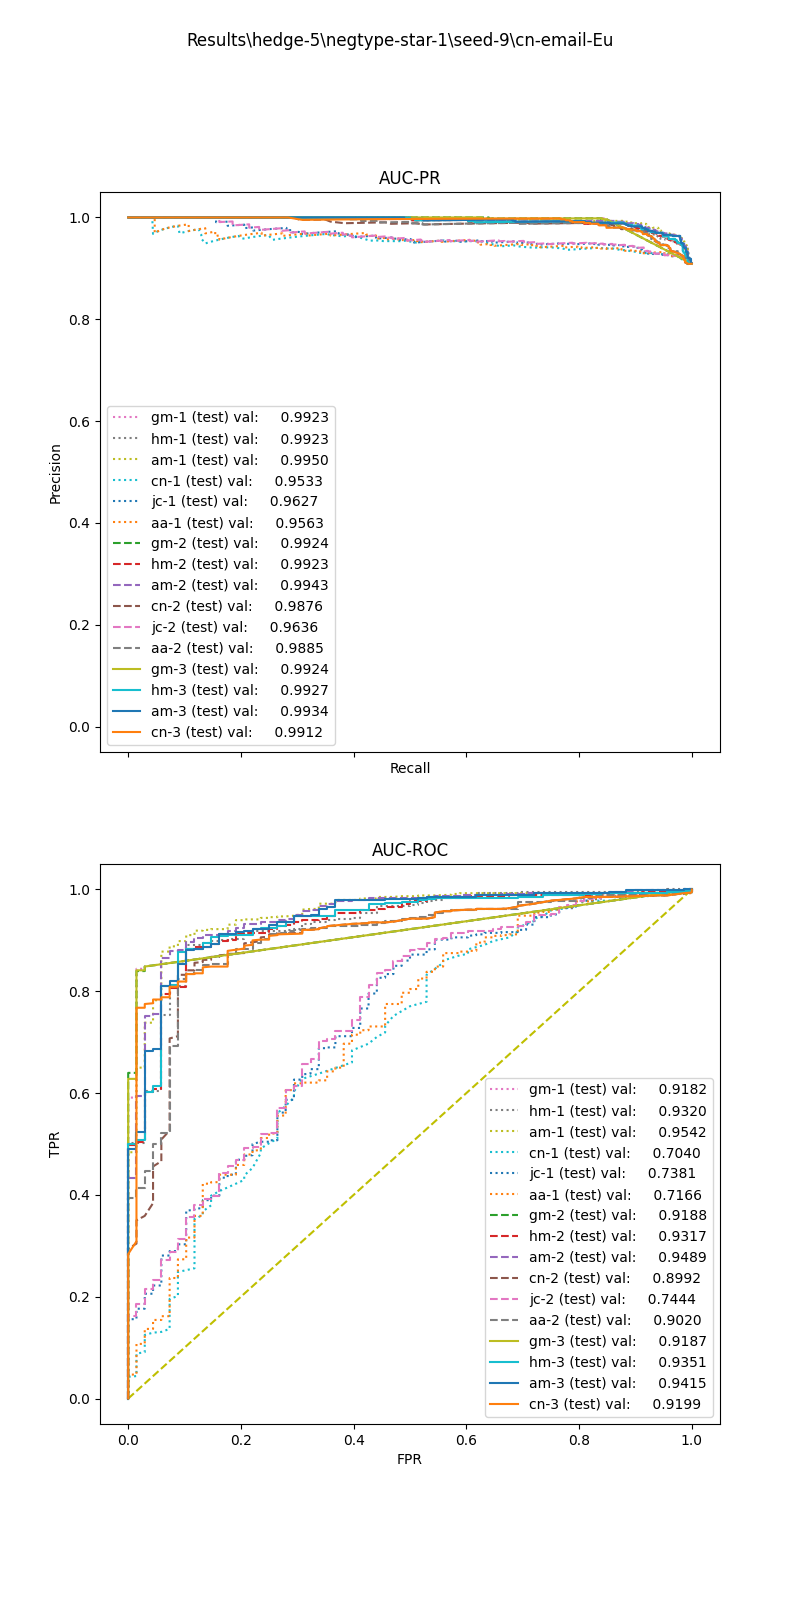 Results\hedge-5\negtype-star-1\seed-9\cn-email-Eu
AUC-PR
1.0
0.8
0.6
0.4
0.2
0.0
Precision
gm-1 (test) val: 0.9923
hm-1 (test) val: 0.9923
am-1 (test) val: 0.9950
cn-1 (test) val: 0.9533
jc-1 (test) val: 0.9627
aa-1 (test) val: 0.9563
gm-2 (test) val: 0.9924
hm-2 (test) val: 0.9923
am-2 (test) val: 0.9943
cn-2 (test) val: 0.9876
jc-2 (test) val: 0.9636
aa-2 (test) val: 0.9885
gm-3 (test) val: 0.9924
hm-3 (test) val: 0.9927
am-3 (test) val: 0.9934
cn-3 (test) val: 0.9912
Recall
AUC-ROC
1.0
0.8
0.6
0.4
0.2
0.0
TPR
gm-1 (test) val: 0.9182
hm-1 (test) val: 0.9320
am-1 (test) val: 0.9542
cn-1 (test) val: 0.7040
jc-1 (test) val: 0.7381
aa-1 (test) val: 0.7166
gm-2 (test) val: 0.9188
hm-2 (test) val: 0.9317
am-2 (test) val: 0.9489
cn-2 (test) val: 0.8992
jc-2 (test) val: 0.7444
aa-2 (test) val: 0.9020
gm-3 (test) val: 0.9187
hm-3 (test) val: 0.9351
am-3 (test) val: 0.9415
cn-3 (test) val: 0.9199
0.0 0.2 0.4 0.6 0.8 1.0
FPR